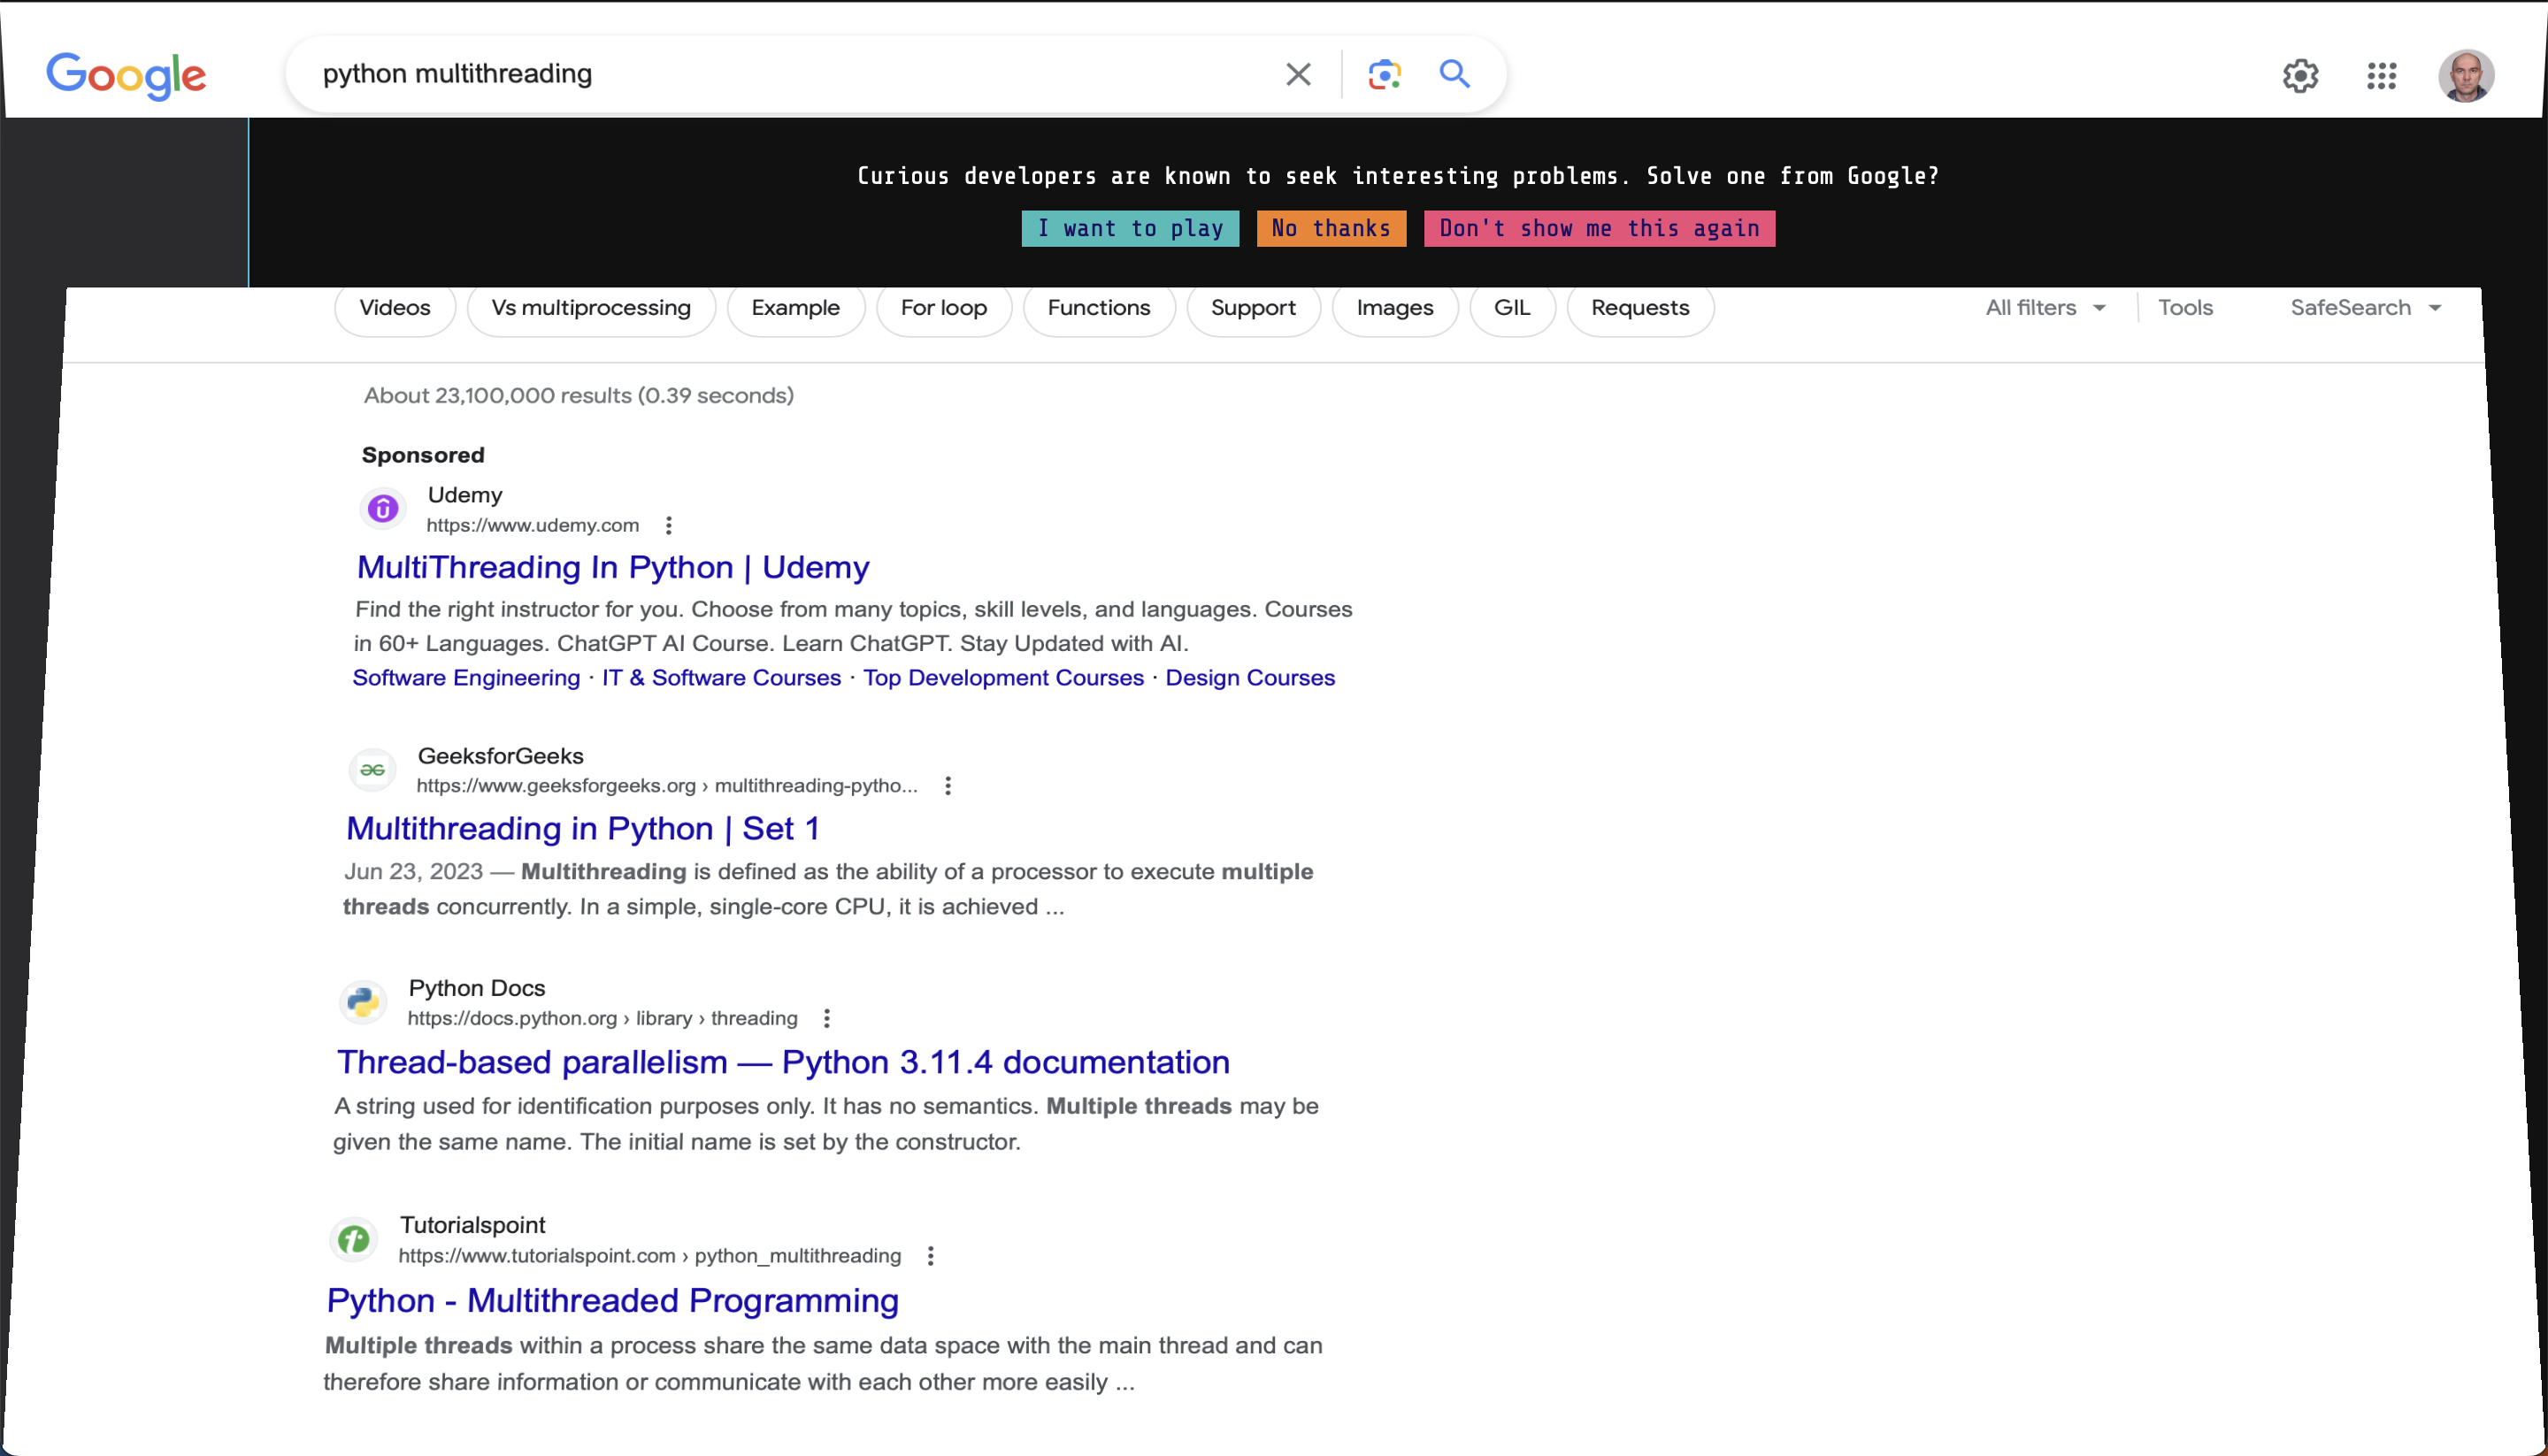 Google
python multithreading
Curious developers are known to seek interesting problems. Solve one from Google?
I want to play
No thanks
Don't show me this again
Videos
Vs multiprocessing
Example
For loop
Functions
Support
Images
GIL
Requests
All filters
Tools
SafeSearch
About 23,100,000 results (0.39 seconds)
Sponsored
Udemy
https://www.udemy.com
MultiThreading In Python | Udemy
Find the right instructor for you. Choose from many topics, skill levels, and languages. Courses
in 60+ Languages. ChatGPT AI Course. Learn ChatGPT. Stay Updated with AI.
Software Engineering · IT & Software Courses · Top Development Courses · Design Courses
GeeksforGeeks
https://www.geeksforgeeks.org › multithreading-pytho...
Multithreading in Python | Set 1
Jun 23, 2023 — Multithreading is defined as the ability of a processor to execute multiple
threads concurrently. In a simple, single-core CPU, it is achieved ...
Python Docs
https://docs.python.org › library › threading
Thread-based parallelism — Python 3.11.4 documentation
A string used for identification purposes only. It has no semantics. Multiple threads may be
given the same name. The initial name is set by the constructor.
Tutorialspoint
https://www.tutorialspoint.com › python_multithreading
Python - Multithreaded Programming
Multiple threads within a process share the same data space with the main thread and can
therefore share information or communicate with each other more easily ...